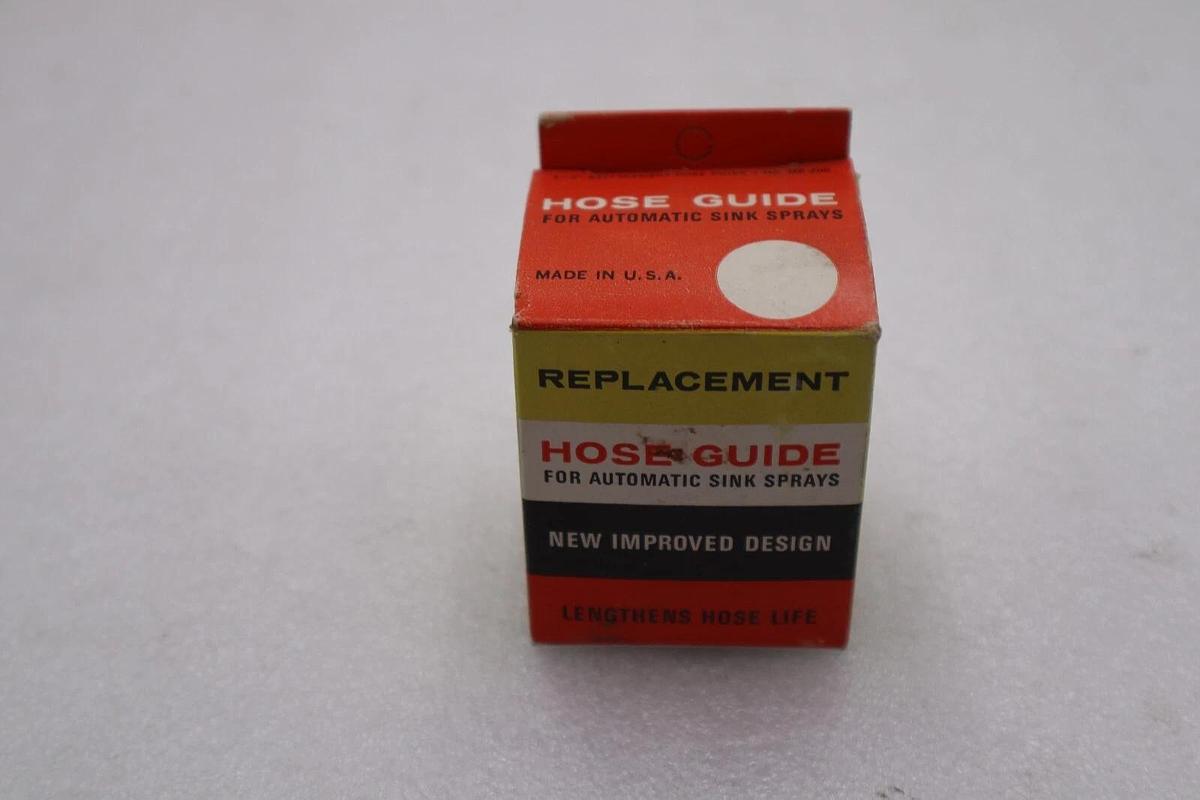 HOSE GUIDE
FOR AUTOMATIC SINK SPRAYS
MADE IN U.S.A.
REPLACEMENT
HOSE GUIDE
FOR AUTOMATIC SINK SPRAYS
NEW IMPROVED DESIGN
LENGTHENS HOSE LIFE